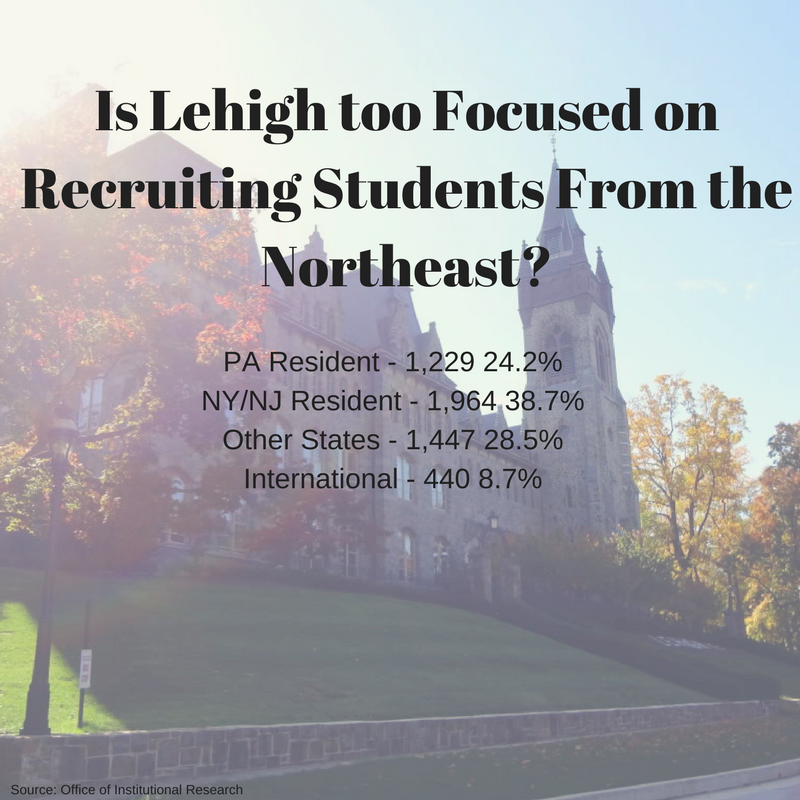 Is Lehigh too Focused on
Recruiting Students From the
Northeast?
PA Resident - 1,229 24.2%
NY/NJ Resident - 1,964 38.7%
Other States - 1,447 28.5%
International - 440 8.7%
Source: Office of Institutional Research